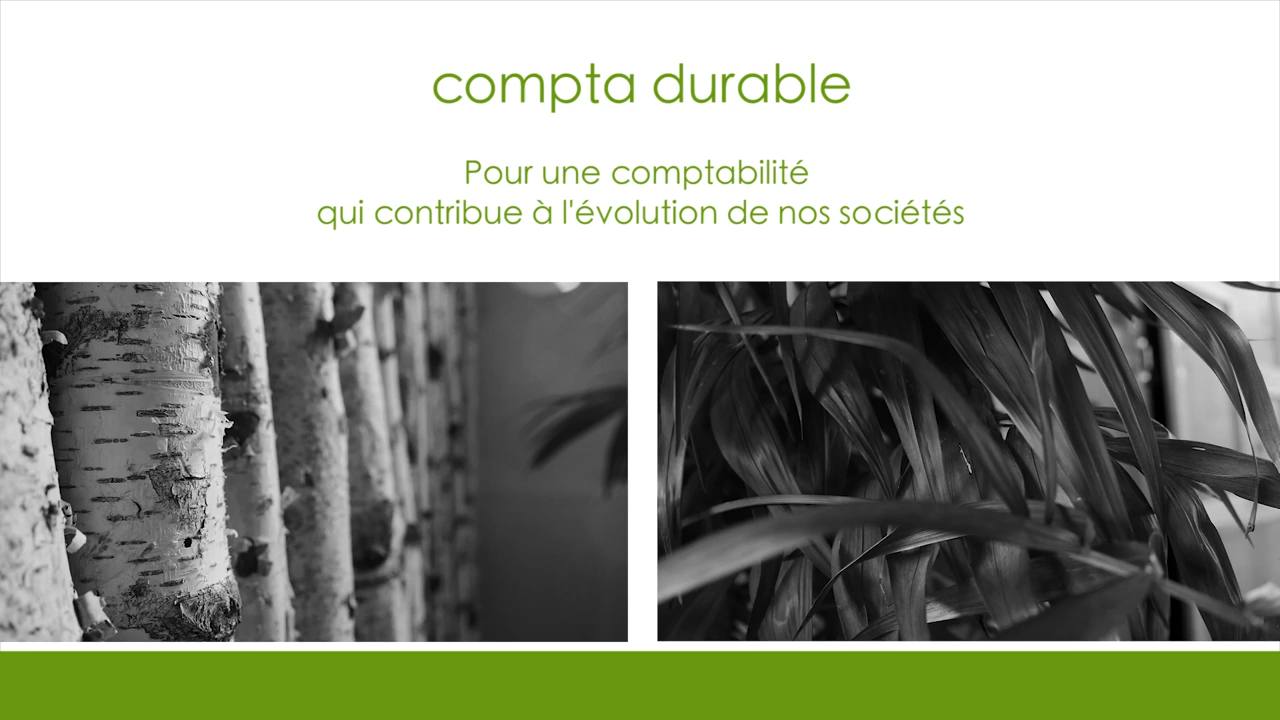 compta durable
Pour une comptabilité
qui contribue à l'évolution de nos sociétés